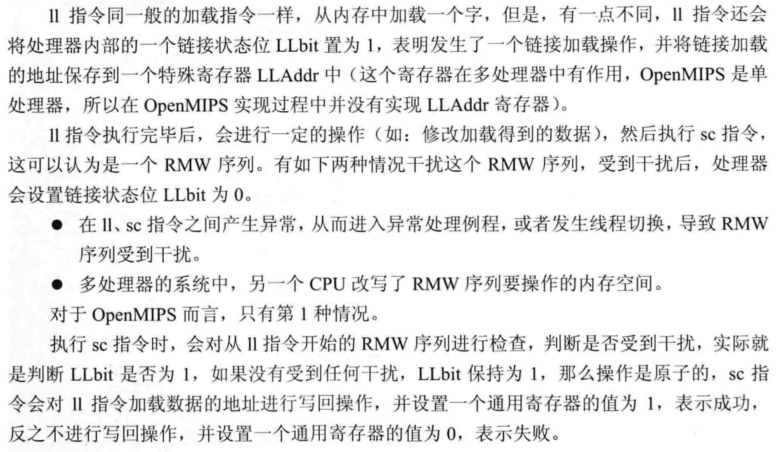 ll 指令同一般的加载指令一样，从内存中加载一个字，但是，有一点不同，ll 指令还会
将处理器内部的一个链接状态位 LLbit 置为 1，表明发生了一个链接加载操作，并将链接加载
的地址保存到一个特殊寄存器 LLAddr 中（这个寄存器在多处理器中有作用，OpenMIPS 是单
处理器，所以在 OpenMIPS 实现过程中并没有实现 LLAddr 寄存器）。
ll 指令执行完毕后，会进行一定的操作（如：修改加载得到的数据），然后执行 sc 指令，
这可以认为是一个 RMW 序列。有如下两种情况干扰这个 RMW 序列，受到干扰后，处理器
会设置链接状态位 LLbit 为 0。
● 在 ll、sc 指令之间产生异常，从而进入异常处理例程，或者发生线程切换，导致 RMW
序列受到干扰。
● 多处理器的系统中，另一个 CPU 改写了 RMW 序列要操作的内存空间。
对于 OpenMIPS 而言，只有第 1 种情况。
执行 sc 指令时，会对从 ll 指令开始的 RMW 序列进行检查，判断是否受到干扰，实际就
是判断 LLbit 是否为 1，如果没有受到任何干扰，LLbit 保持为 1，那么操作是原子的，sc 指
令会对 ll 指令加载数据的地址进行写回操作，并设置一个通用寄存器的值为 1，表示成功，
反之不进行写回操作，并设置一个通用寄存器的值为 0，表示失败。